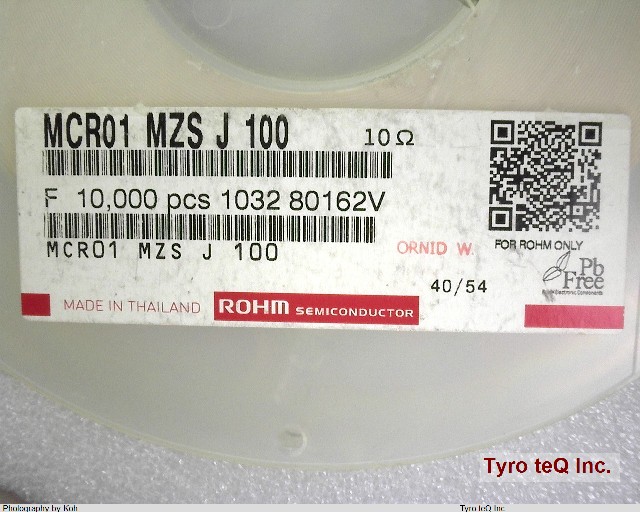 MCR01 MZS J 100 10Ω
F 10,000 pcs 1032 80162V
MCR01 MZS J 100
ORNID W.
FOR ROHM ONLY
40/54
Pb
Free
MADE IN THAILAND
ROHM SEMICONDUCTOR
Tyro teQ Inc.
Photography by Koh
Tyro teQ Inc